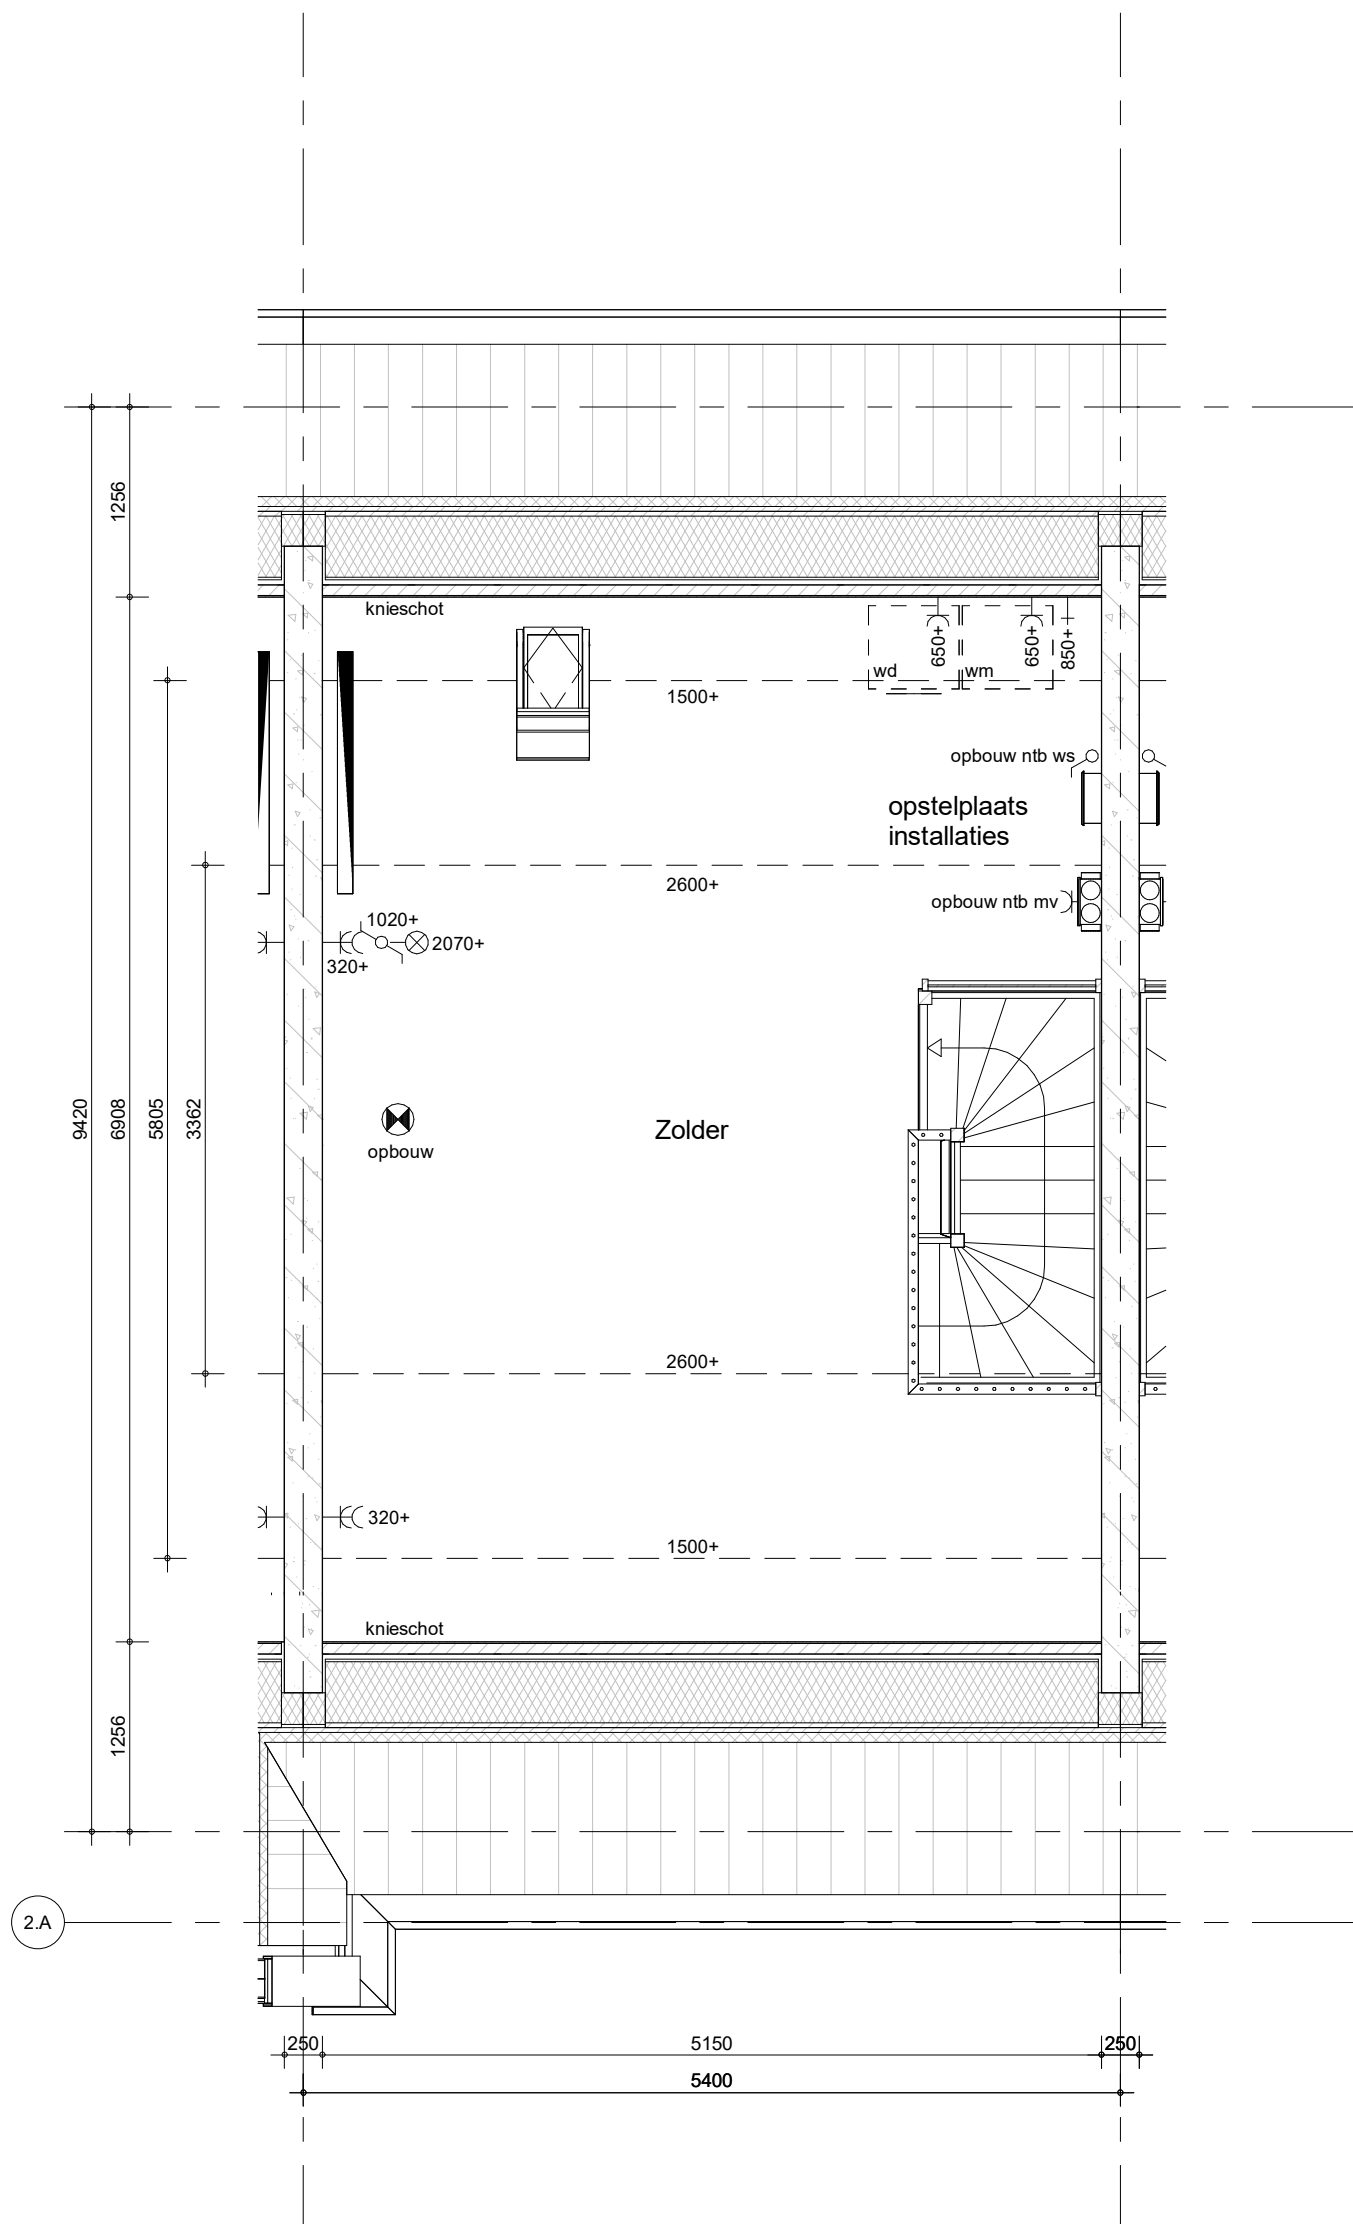 1256
knieschot
650+
650+
850+
wd
wm
1500+
opbouw ntb ws
opstelplaats
installaties
2600+
opbouw ntb mv
1020+
2070+
320+
9420
6908
5805
3362
Zolder
opbouw
2600+
320+
1500+
knieschot
1256
2.A
250
5150
250
5400